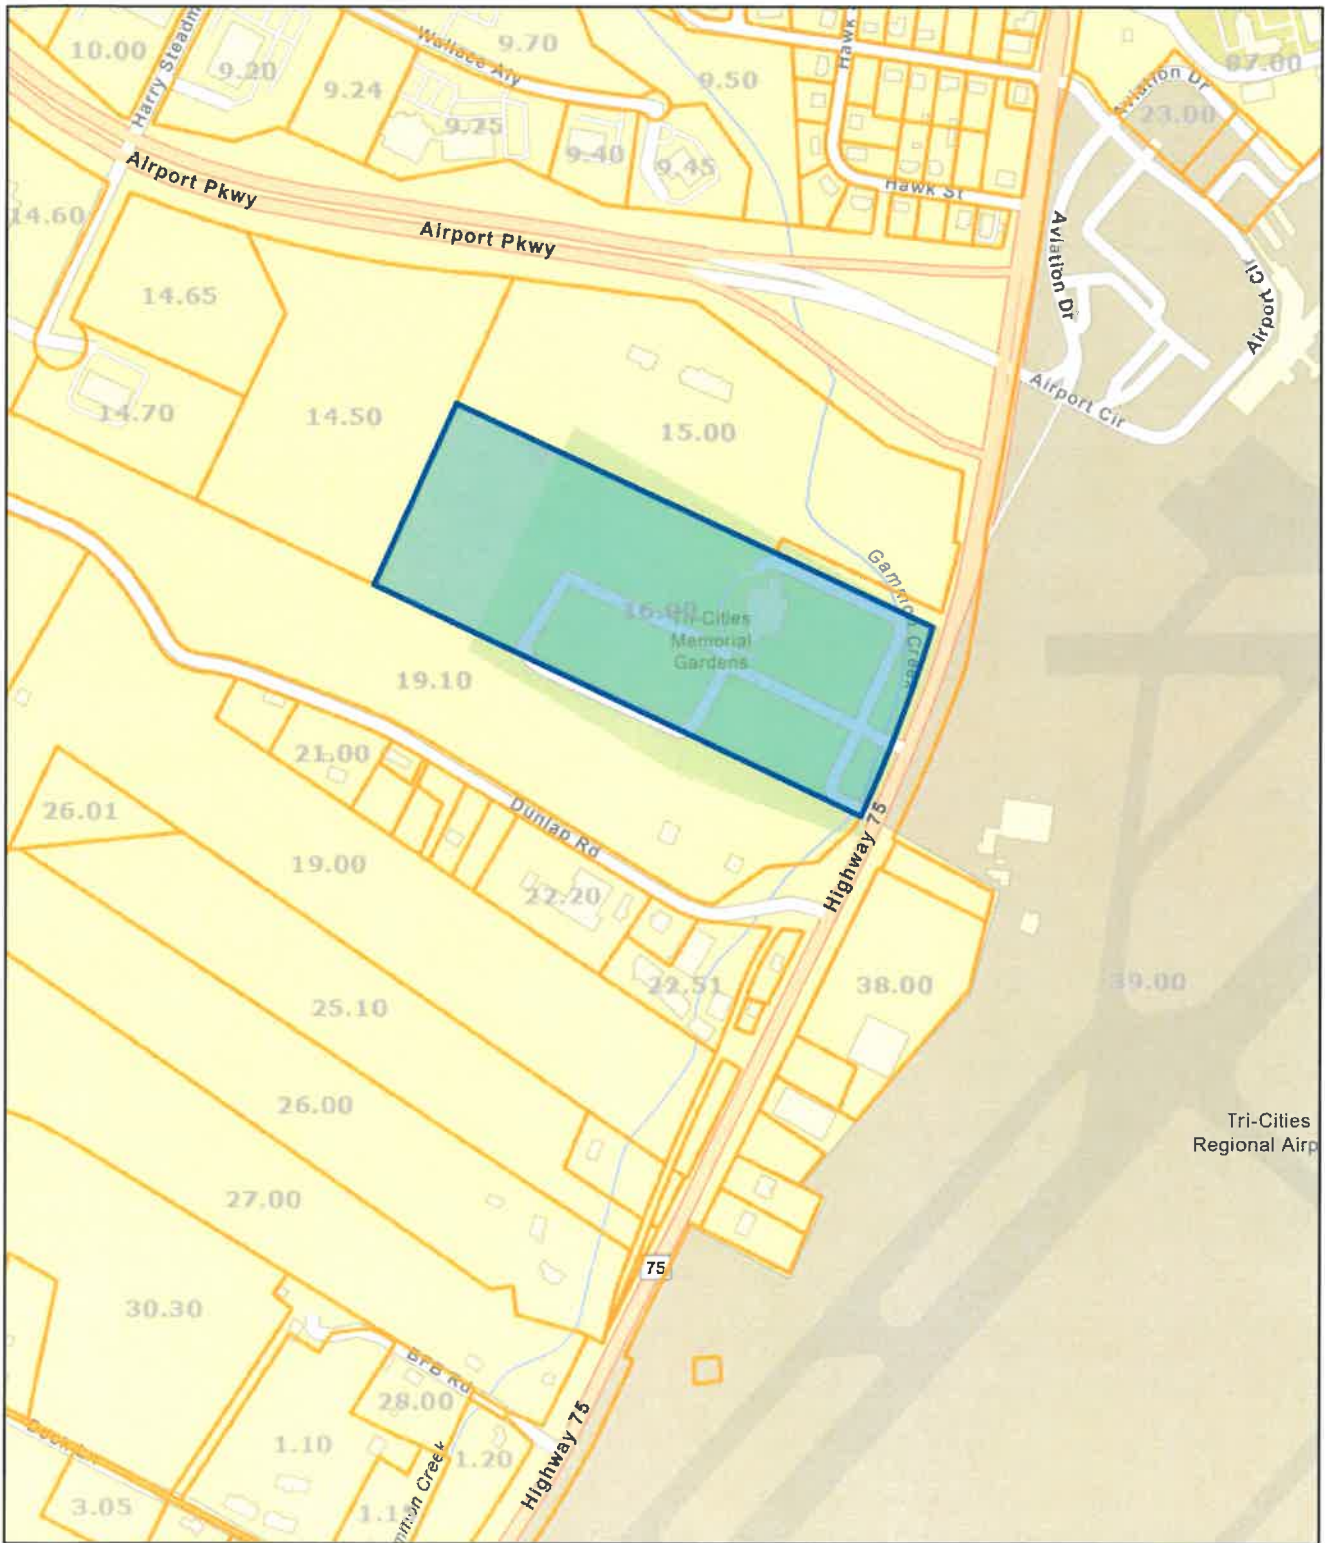 10.00
Harry Steadm
9.20
9.24
Wallace Aly
9.70
9.25
9.40
9.45
9.50
Hawk
Hawk St
Aviation Dr
23.00
87.00
14.60
Airport Pkwy
Airport Pkwy
Aviation Dr
Airport Cir
Airport Cir
14.65
14.70
14.50
15.00
Gammon Creek
16.00
Tri-Cities
Memorial
Gardens
19.10
21.00
26.01
Dunlap Rd
Highway 75
19.00
22.20
22.51
38.00
39.00
25.10
26.00
Tri-Cities
Regional Airp
27.00
75
30.30
BFB Rd
28.00
Highway 75
1.10
1.20
mmon Creek
3.05